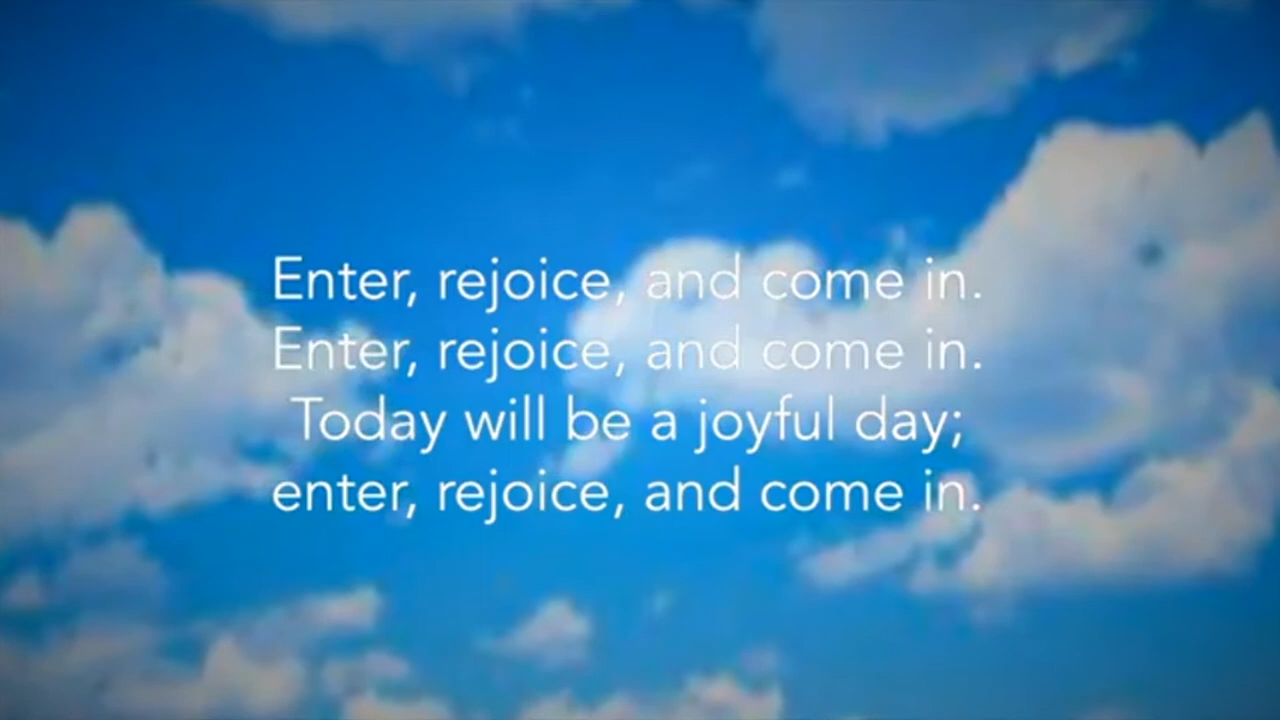 Enter, rejoice, and come in.
Enter, rejoice, and come in.
Today will be a joyful day;
enter, rejoice, and come in.